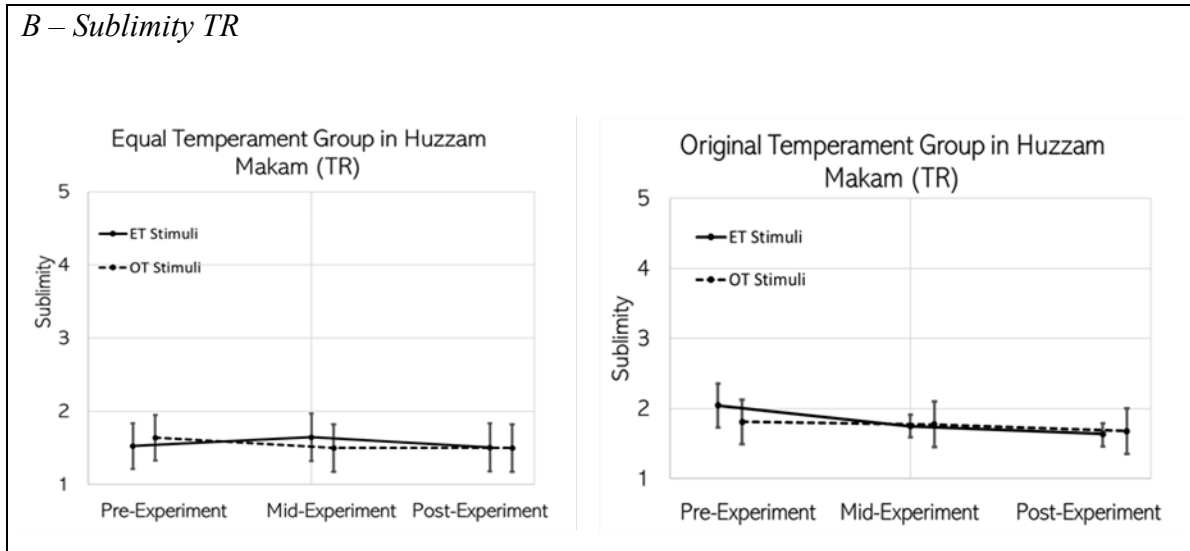 B – Sublimity TR
Equal Temperament Group in Huzzam
Makam (TR)
5
4
3
2
1
Sublimity
ET Stimuli
OT Stimuli
Pre-Experiment Mid-Experiment Post-Experiment
Original Temperament Group in Huzzam
Makam (TR)
5
4
3
2
1
Sublimity
ET Stimuli
OT Stimuli
Pre-Experiment Mid-Experiment Post-Experiment